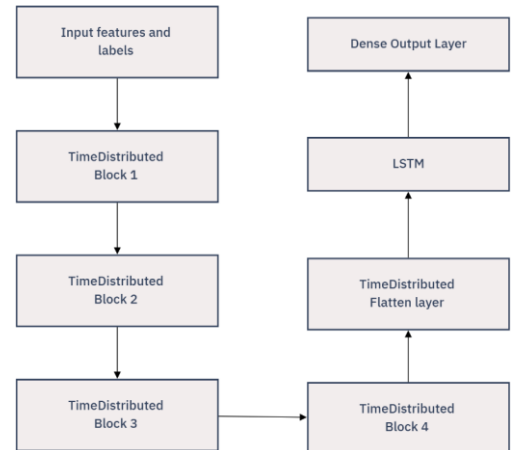 Input features and
labels
TimeDistributed
Block 1
TimeDistributed
Block 2
TimeDistributed
Block 3
TimeDistributed
Block 4
TimeDistributed
Flatten layer
LSTM
Dense Output Layer